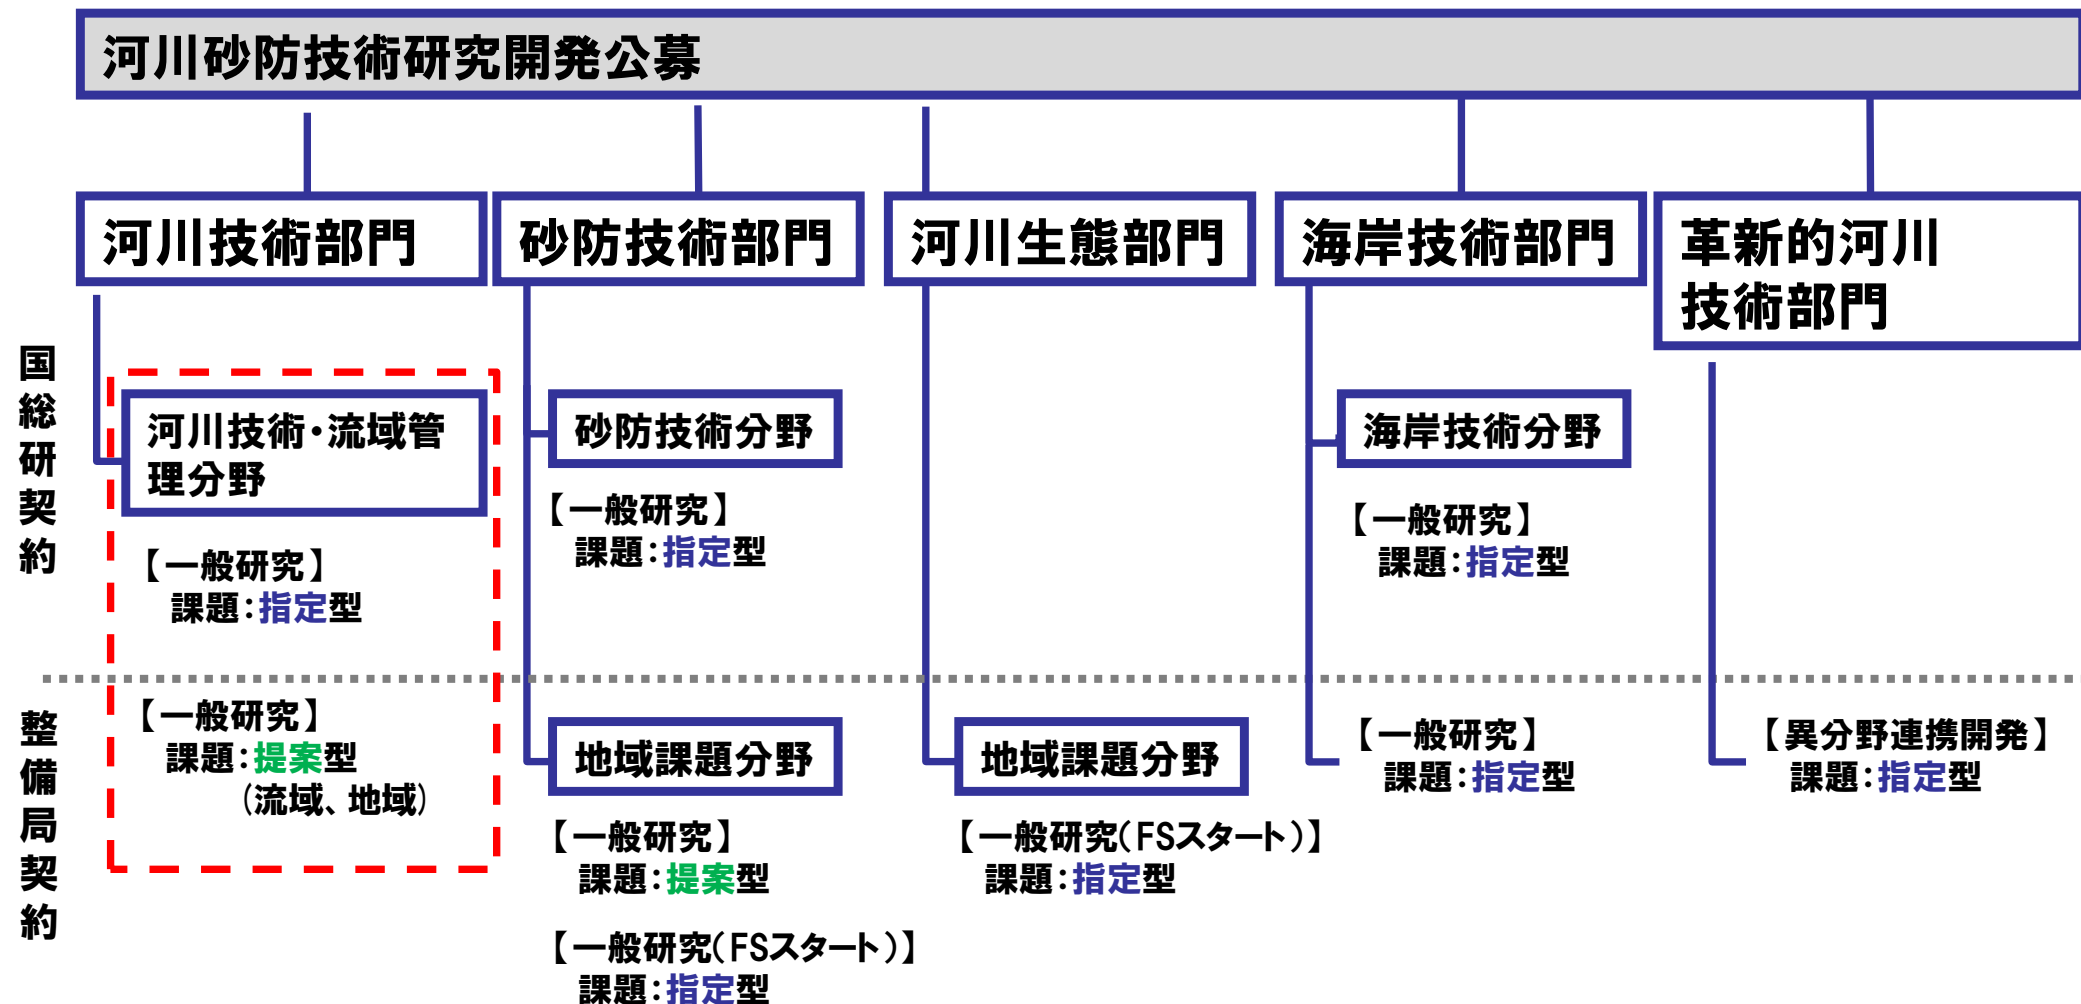 河川砂防技術研究開発公募
河川技術部門
砂防技術部門
河川生態部門
海岸技術部門
革新的河川
技術部門
国総研契約
河川技術・流域管
理分野
【一般研究】
課題：指定型
砂防技術分野
【一般研究】
課題：指定型
海岸技術分野
【一般研究】
課題：指定型
整備局契約
【一般研究】
課題：提案型
（流域、地域）
地域課題分野
【一般研究】
課題：提案型
【一般研究（FSスタート）】
課題：指定型
地域課題分野
【一般研究（FSスタート）】
課題：指定型
【一般研究】
課題：指定型
【異分野連携開発】
課題：指定型